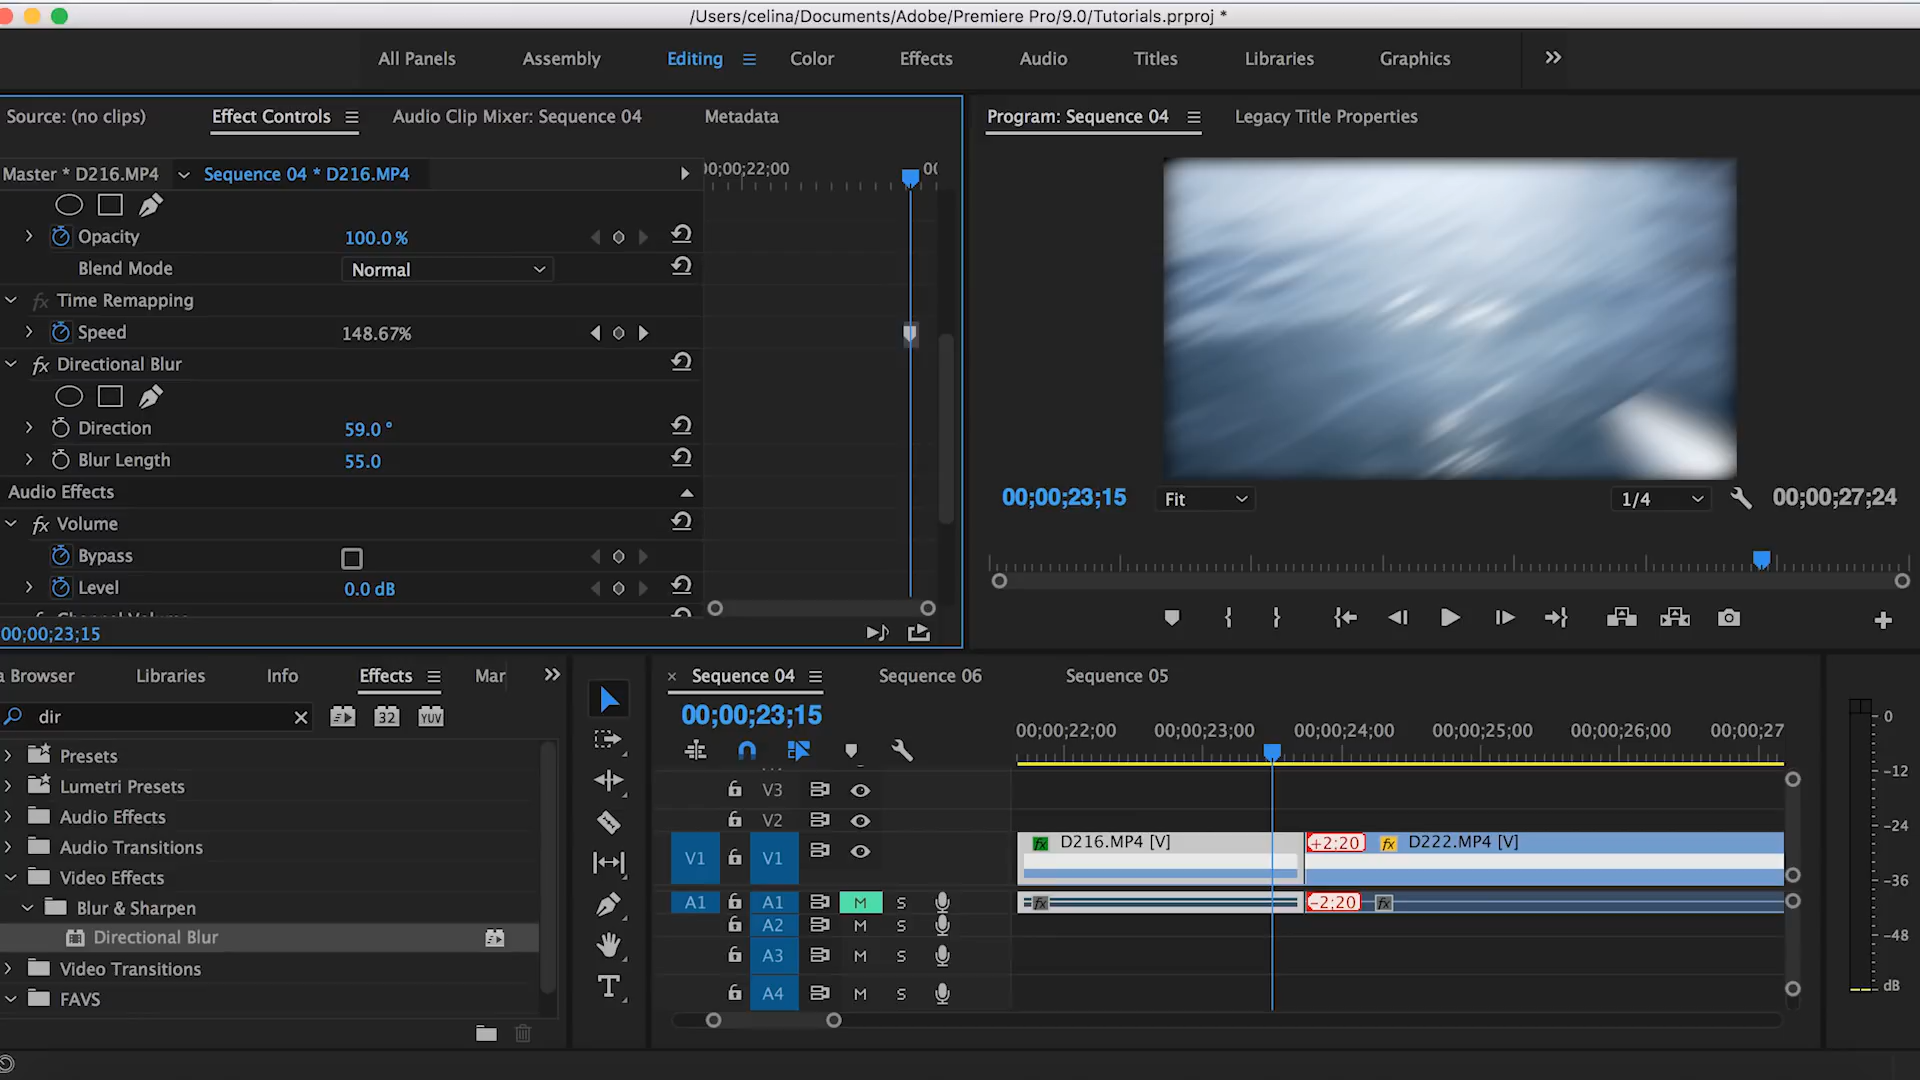 /Users/celina/Documents/Adobe/Premiere Pro/9.0/Tutorials.prproj *
All Panels Assembly Editing Color Effects Audio Titles Libraries Graphics
Source: (no clips) Effect Controls Audio Clip Mixer: Sequence 04 Metadata
Program: Sequence 04 Legacy Title Properties
Master * D216.MP4 Sequence 04 * D216.MP4
;00;22;00 00
Opacity 100.0 %
Blend Mode Normal
fx Time Remapping
Speed 148.67%
fx Directional Blur
Direction 59.0 °
Blur Length 55.0
Audio Effects
fx Volume
Bypass
Level 0.0 dB
00;00;23;15
00;00;23;15 Fit 1/4 00;00;27;24
a Browser Libraries Info Effects Mar
dir 32 YUV
Presets
Lumetri Presets
Audio Effects
Audio Transitions
Video Effects
Blur & Sharpen
Directional Blur
Video Transitions
FAVS
T
× Sequence 04 Sequence 06 Sequence 05
00;00;23;15
00;00;22;00 00;00;23;00 00;00;24;00 00;00;25;00 00;00;26;00 00;00;27
V3
V2
V1 V1 fx D216.MP4 [V] +2;20 fx D222.MP4 [V]
A1 A1 M S fx -2;20 fx
A2 M S
A3 M S
A4 M S
0
-12
-24
-36
-48
dB